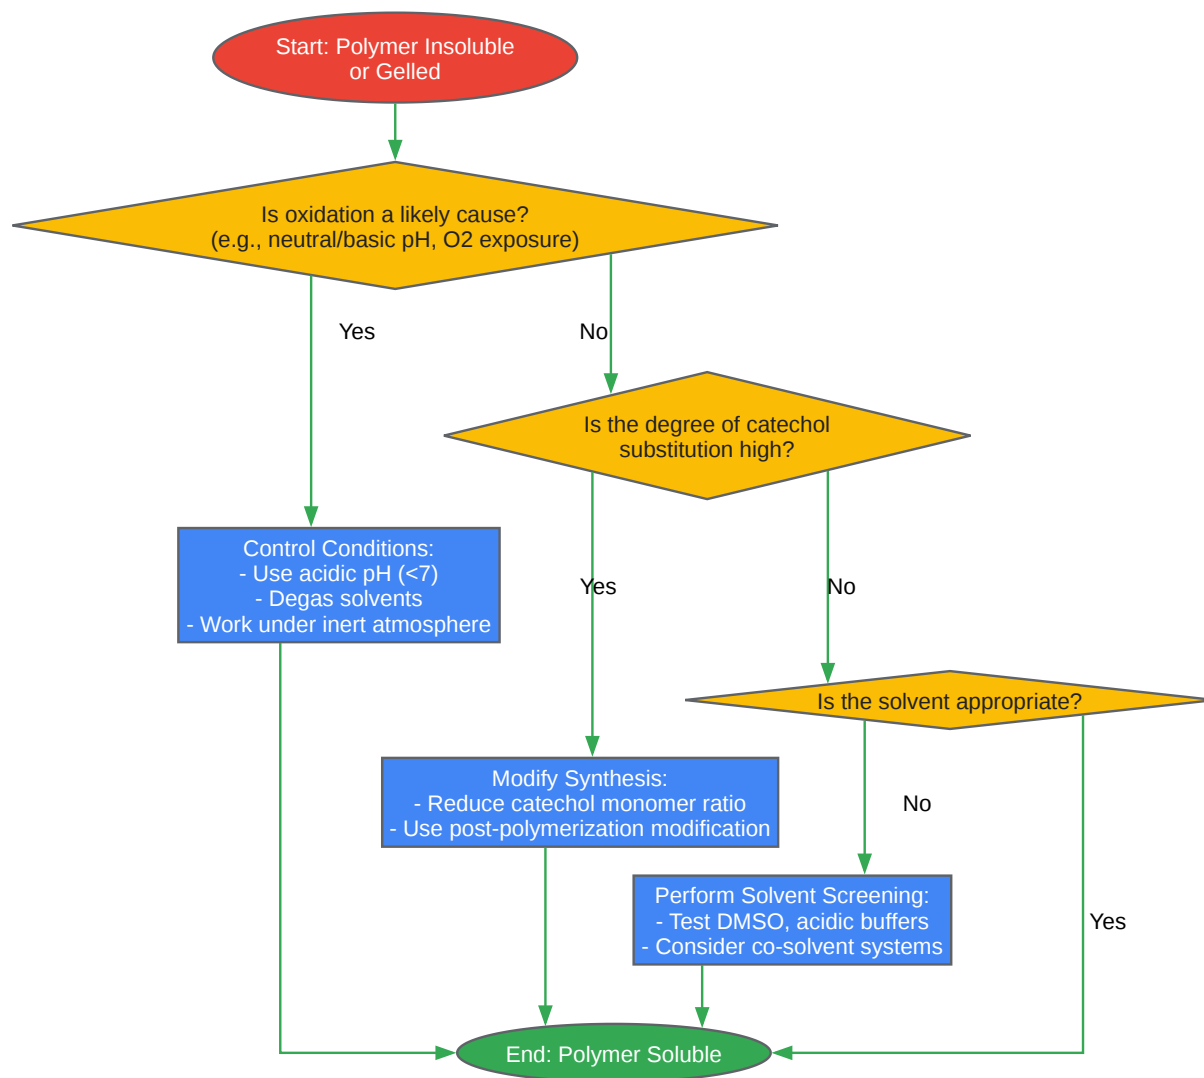 Start: Polymer Insoluble
or Gelled
Is oxidation a likely cause?
(e.g., neutral/basic pH, O2 exposure)
Yes
No
Is the degree of catechol
substitution high?
Control Conditions:
- Use acidic pH (<7)
- Degas solvents
- Work under inert atmosphere
Yes
No
Is the solvent appropriate?
Modify Synthesis:
- Reduce catechol monomer ratio
- Use post-polymerization modification
No
Perform Solvent Screening:
- Test DMSO, acidic buffers
- Consider co-solvent systems
Yes
End: Polymer Soluble